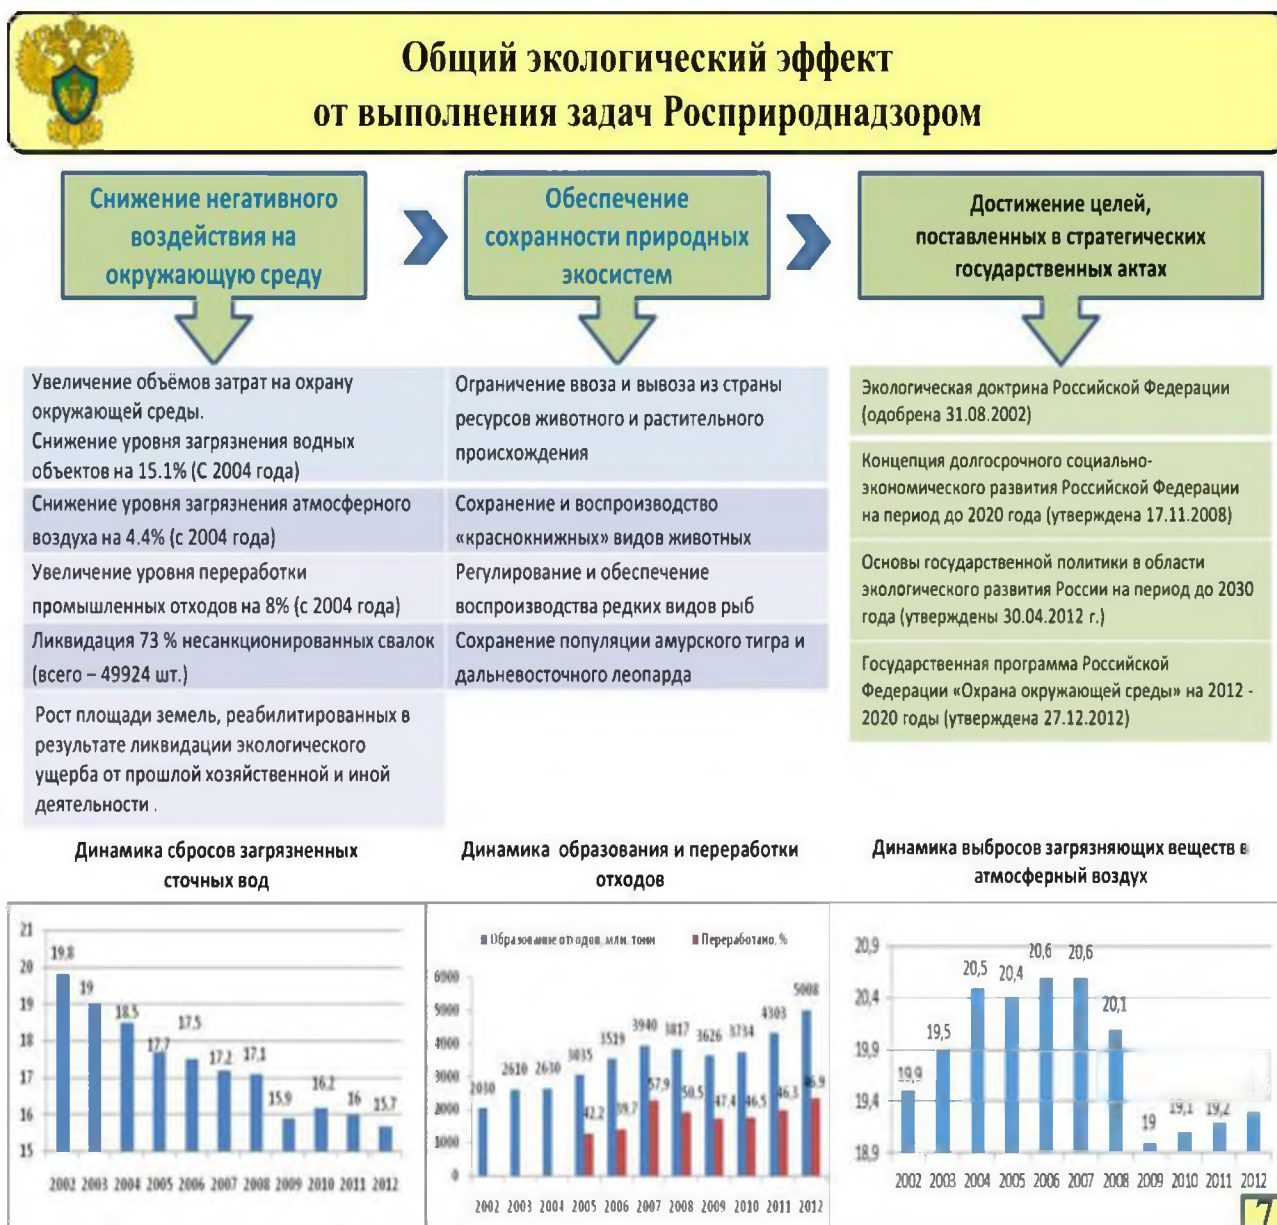 Общий экологический эффект
от выполнения задач Росприроднадзором
Снижение негативного
воздействия на
окружающую среду
Обеспечение
сохранности природных
экосистем
Достижение целей,
поставленных в стратегических
государственных актах
Увеличение объёмов затрат на охрану
окружающей среды.
Снижение уровня загрязнения водных
объектов на 15.1% (С 2004 года)
Снижение уровня загрязнения атмосферного
воздуха на 4.4% (с 2004 года)
Увеличение уровня переработки
промышленных отходов на 8% (с 2004 года)
Ликвидация 73 % несанкционированных свалок
(всего – 49924 шт.)
Рост площади земель, реабилитированных в
результате ликвидации экологического
ущерба от прошлой хозяйственной и иной
деятельности .
Ограничение ввоза и вывоза из страны
ресурсов животного и растительного
происхождения
Сохранение и воспроизводство
«краснокнижных» видов животных
Регулирование и обеспечение
воспроизводства редких видов рыб
Сохранение популяции амурского тигра и
дальневосточного леопарда
Экологическая доктрина Российской Федерации
(одобрена 31.08.2002)
Концепция долгосрочного социально-
экономического развития Российской Федерации
на период до 2020 года (утверждена 17.11.2008)
Основы государственной политики в области
экологического развития России на период до 2030
года (утверждены 30.04.2012 г.)
Государственная программа Российской
Федерации «Охрана окружающей среды» на 2012 -
2020 годы (утверждена 27.12.2012)
Динамика сбросов загрязненных
сточных вод
21
20
19
18
17
16
15
19,8
19
18,5
17,7
17,5
17,2
17,1
15,9
16,2
16
15,7
2002 2003 2004 2005 2006 2007 2008 2009 2010 2011 2012
Динамика образования и переработки
отходов
Образование отходов, млн. тонн
Переработано, %
6000
5000
4000
3000
2000
1000
0
2030
2610
2630
3035
3519
3940
3817
3626
3734
4303
5008
42,2
39,7
57,9
50,5
47,4
46,5
46,3
46,9
2002 2003 2004 2005 2006 2007 2008 2009 2010 2011 2012
Динамика выбросов загрязняющих веществ в
атмосферный воздух
20,9
20,4
19,9
19,4
18,9
19,9
19,5
20,5
20,4
20,6
20,6
20,1
19
19,1
19,2
2002 2003 2004 2005 2006 2007 2008 2009 2010 2011 2012
7